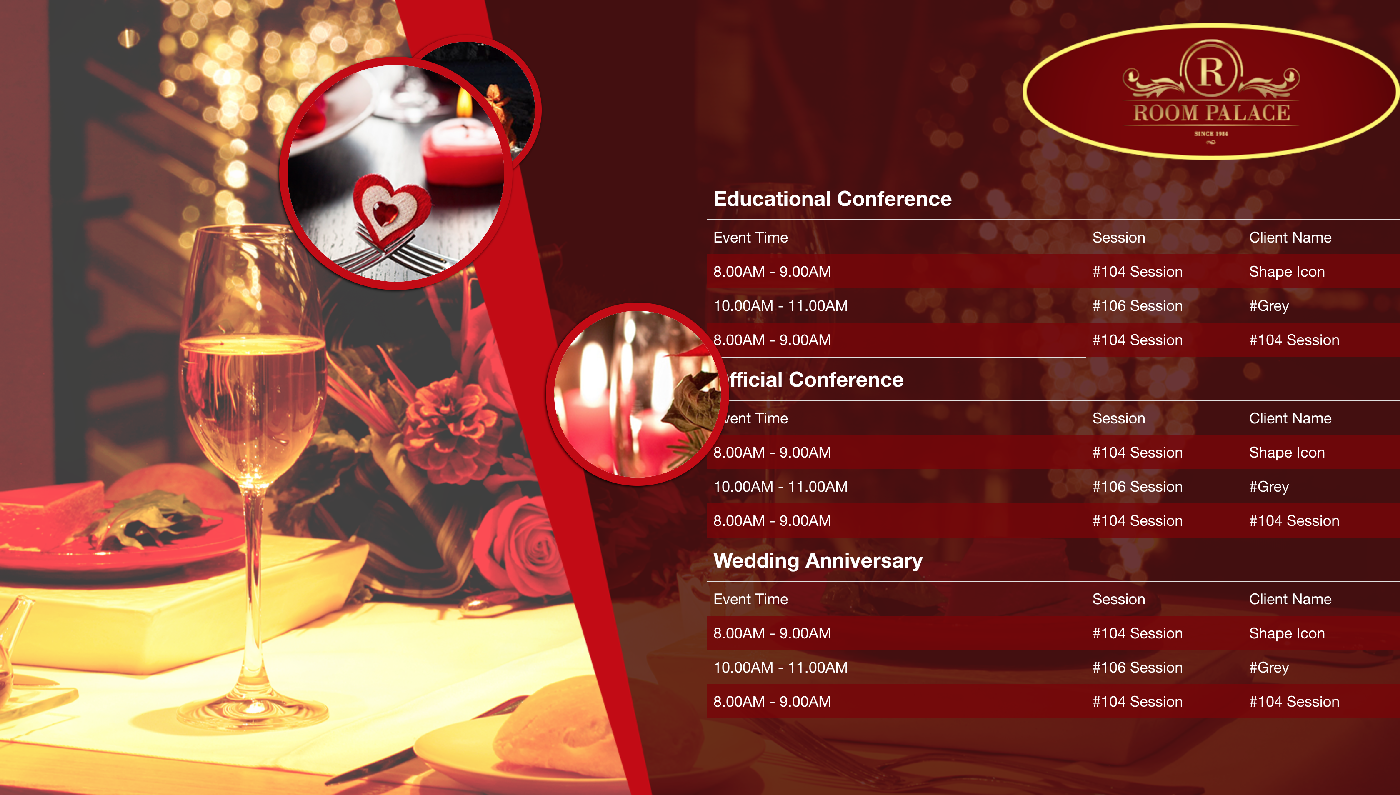 R
ROOM PALACE
SINCE 1988
Educational Conference
Event Time Session Client Name
8.00AM - 9.00AM #104 Session Shape Icon
10.00AM - 11.00AM #106 Session #Grey
8.00AM - 9.00AM #104 Session #104 Session
fficial Conference
vent Time Session Client Name
8.00AM - 9.00AM #104 Session Shape Icon
10.00AM - 11.00AM #106 Session #Grey
8.00AM - 9.00AM #104 Session #104 Session
Wedding Anniversary
Event Time Session Client Name
8.00AM - 9.00AM #104 Session Shape Icon
10.00AM - 11.00AM #106 Session #Grey
8.00AM - 9.00AM #104 Session #104 Session